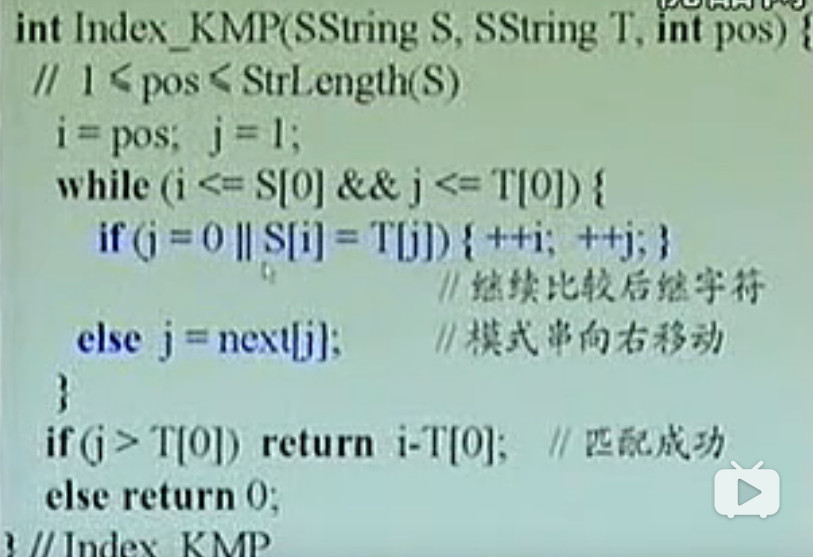 int Index_KMP(SString S, SString T, int pos) {
// 1 ⩽ pos ⩽ StrLength(S)
i = pos; j = 1;
while (i <= S[0] && j <= T[0]) {
if (j = 0 || S[i] = T[j]) { ++i; ++j; }
// 继续比较后继字符
else j = next[j]; // 模式串向右移动
}
if (j > T[0]) return i-T[0]; // 匹配成功
else return 0;
} // Index_KMP